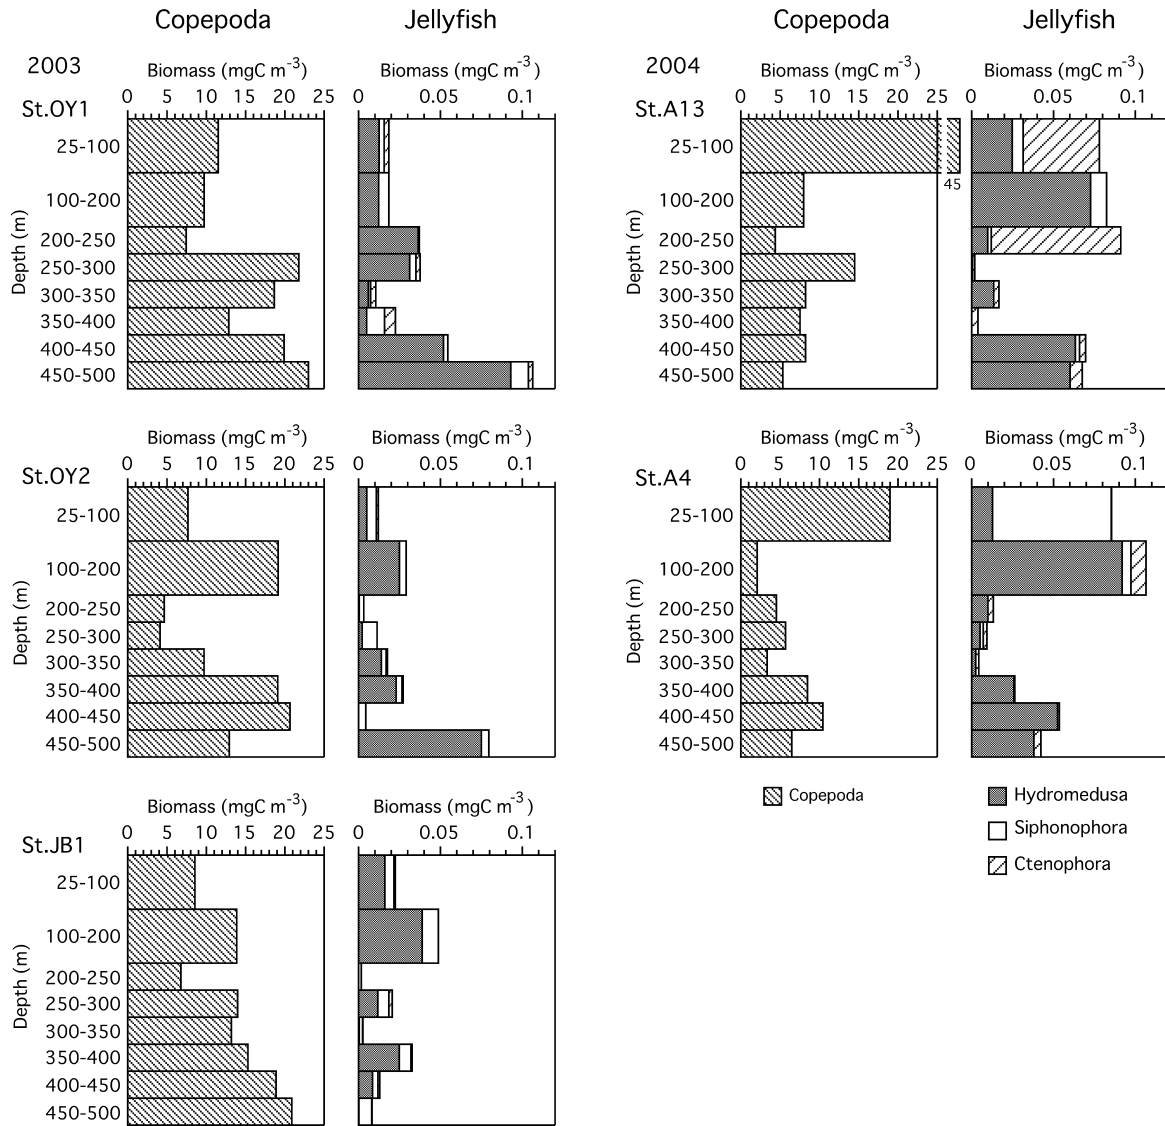 Copepoda Jellyfish Copepoda Jellyfish
2003 Biomass (mgC m-3) Biomass (mgC m-3) 2004 Biomass (mgC m-3) Biomass (mgC m-3)
St.OY1 0 5 10 15 20 25 0 0.05 0.1 St.A13 0 5 10 15 20 25 0 0.05 0.1
Depth (m)
25-100
100-200
200-250
250-300
300-350
350-400
400-450
450-500
Depth (m)
25-100
45
100-200
200-250
250-300
300-350
350-400
400-450
450-500
Biomass (mgC m-3) Biomass (mgC m-3) Biomass (mgC m-3) Biomass (mgC m-3)
St.OY2 0 5 10 15 20 25 0 0.05 0.1 St.A4 0 5 10 15 20 25 0 0.05 0.1
Depth (m)
25-100
100-200
200-250
250-300
300-350
350-400
400-450
450-500
Depth (m)
25-100
100-200
200-250
250-300
300-350
350-400
400-450
450-500
Copepoda
Hydromedusa
Siphonophora
Ctenophora
Biomass (mgC m-3) Biomass (mgC m-3)
St.JB1 0 5 10 15 20 25 0 0.05 0.1
Depth (m)
25-100
100-200
200-250
250-300
300-350
350-400
400-450
450-500